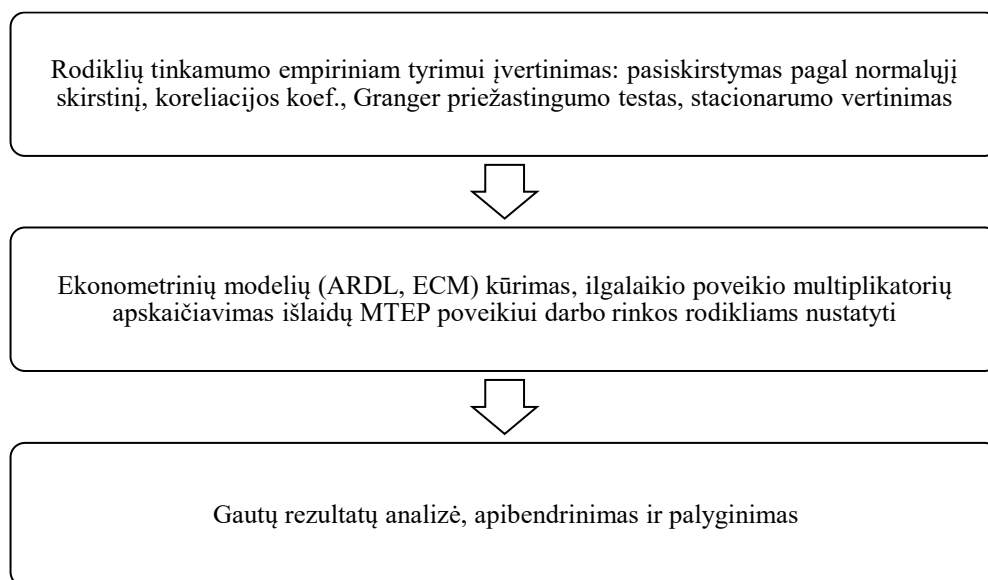 Rodiklių tinkamumo empiriniam tyrimui įvertinimas: pasiskirstymas pagal normalųjį
skirstinį, koreliacijos koef., Granger priežastingumo testas, stacionarumo vertinimas
Ekonometrinių modelių (ARDL, ECM) kūrimas, ilgalaikio poveikio multiplikatorių
apskaičiavimas išlaidų MTEP poveikiui darbo rinkos rodikliams nustatyti
Gautų rezultatų analizė, apibendrinimas ir palyginimas